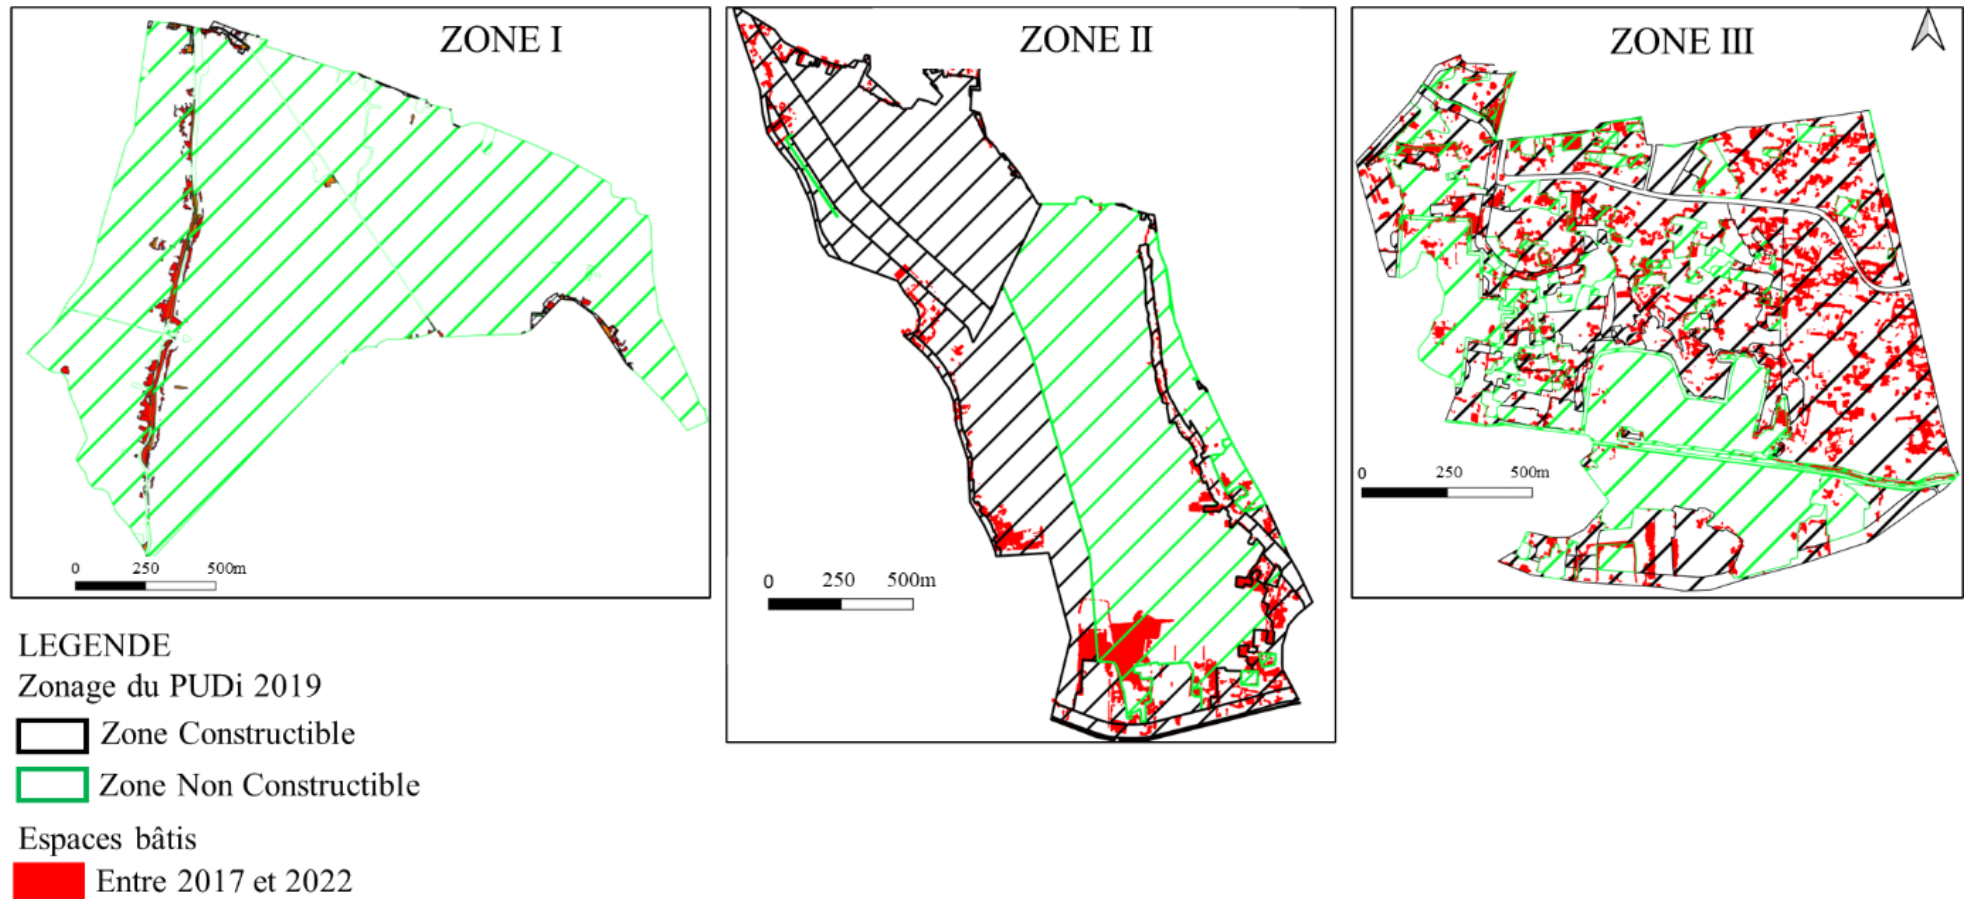 ZONE I
ZONE II
ZONE III
0 250 500m
0 250 500m
0 250 500m
LEGENDE
Zonage du PUDi 2019
Zone Constructible
Zone Non Constructible
Espaces bâtis
Entre 2017 et 2022